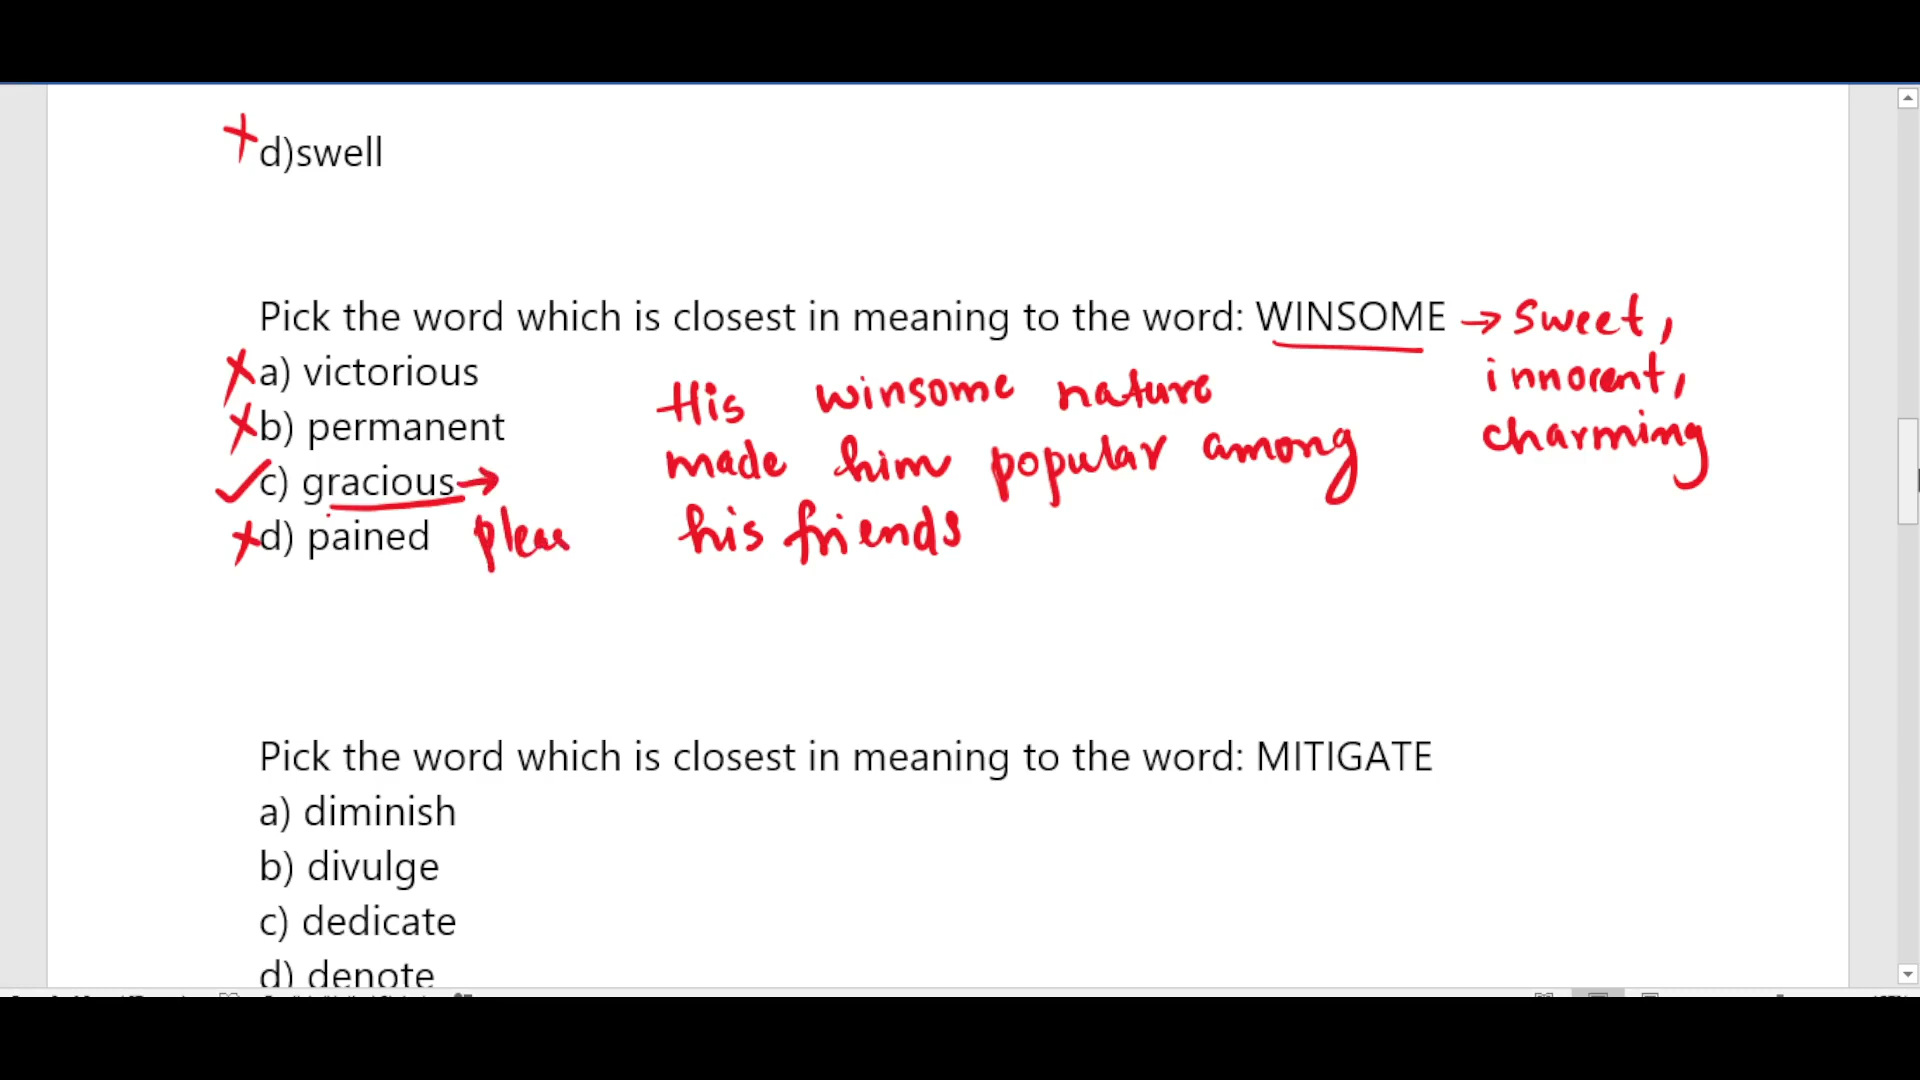 d)swell
Pick the word which is closest in meaning to the word: WINSOME → sweet,
innocent,
charming
a) victorious
b) permanent
c) gracious →
d) pained
pleas
His winsome nature
made him popular among
his friends
Pick the word which is closest in meaning to the word: MITIGATE
a) diminish
b) divulge
c) dedicate
d) denote